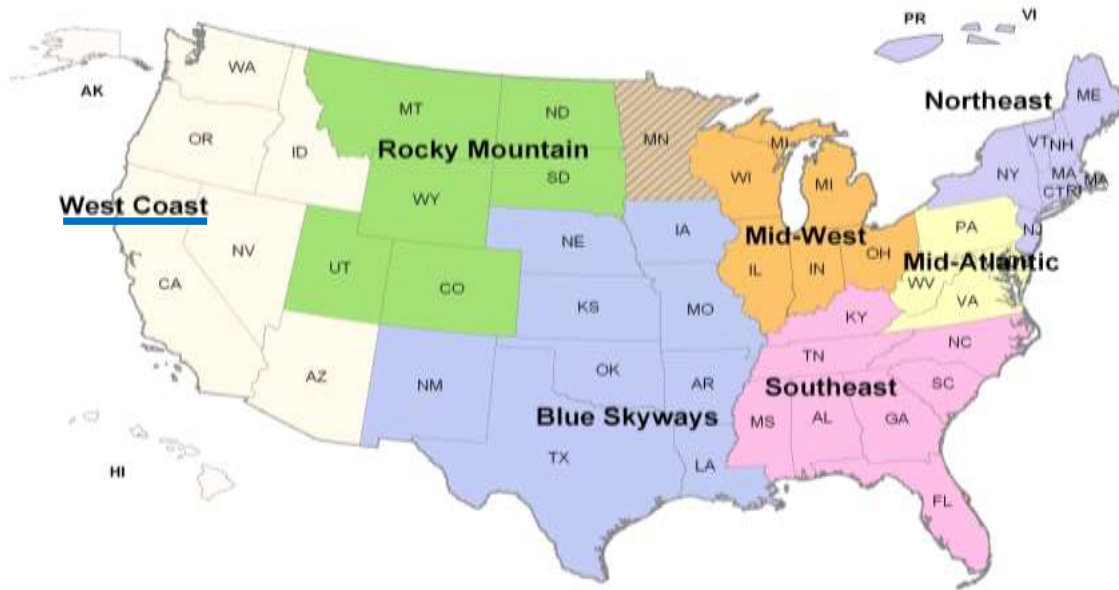 PR
VI
WA
AK
MT
ND
ME
Northeast
OR
MN
VT
NH
ID
Rocky Mountain
MI
WI
MA
NY
MA
SD
MI
CT
RI
WY
West Coast
IA
PA
NJ
NE
Mid-West
NV
OH
Mid-Atlantic
UT
IL
IN
CA
CO
WV
VA
KS
MO
KY
NC
TN
AZ
OK
NM
AR
Southeast
SC
Blue Skyways
MS
AL
GA
TX
LA
HI
FL